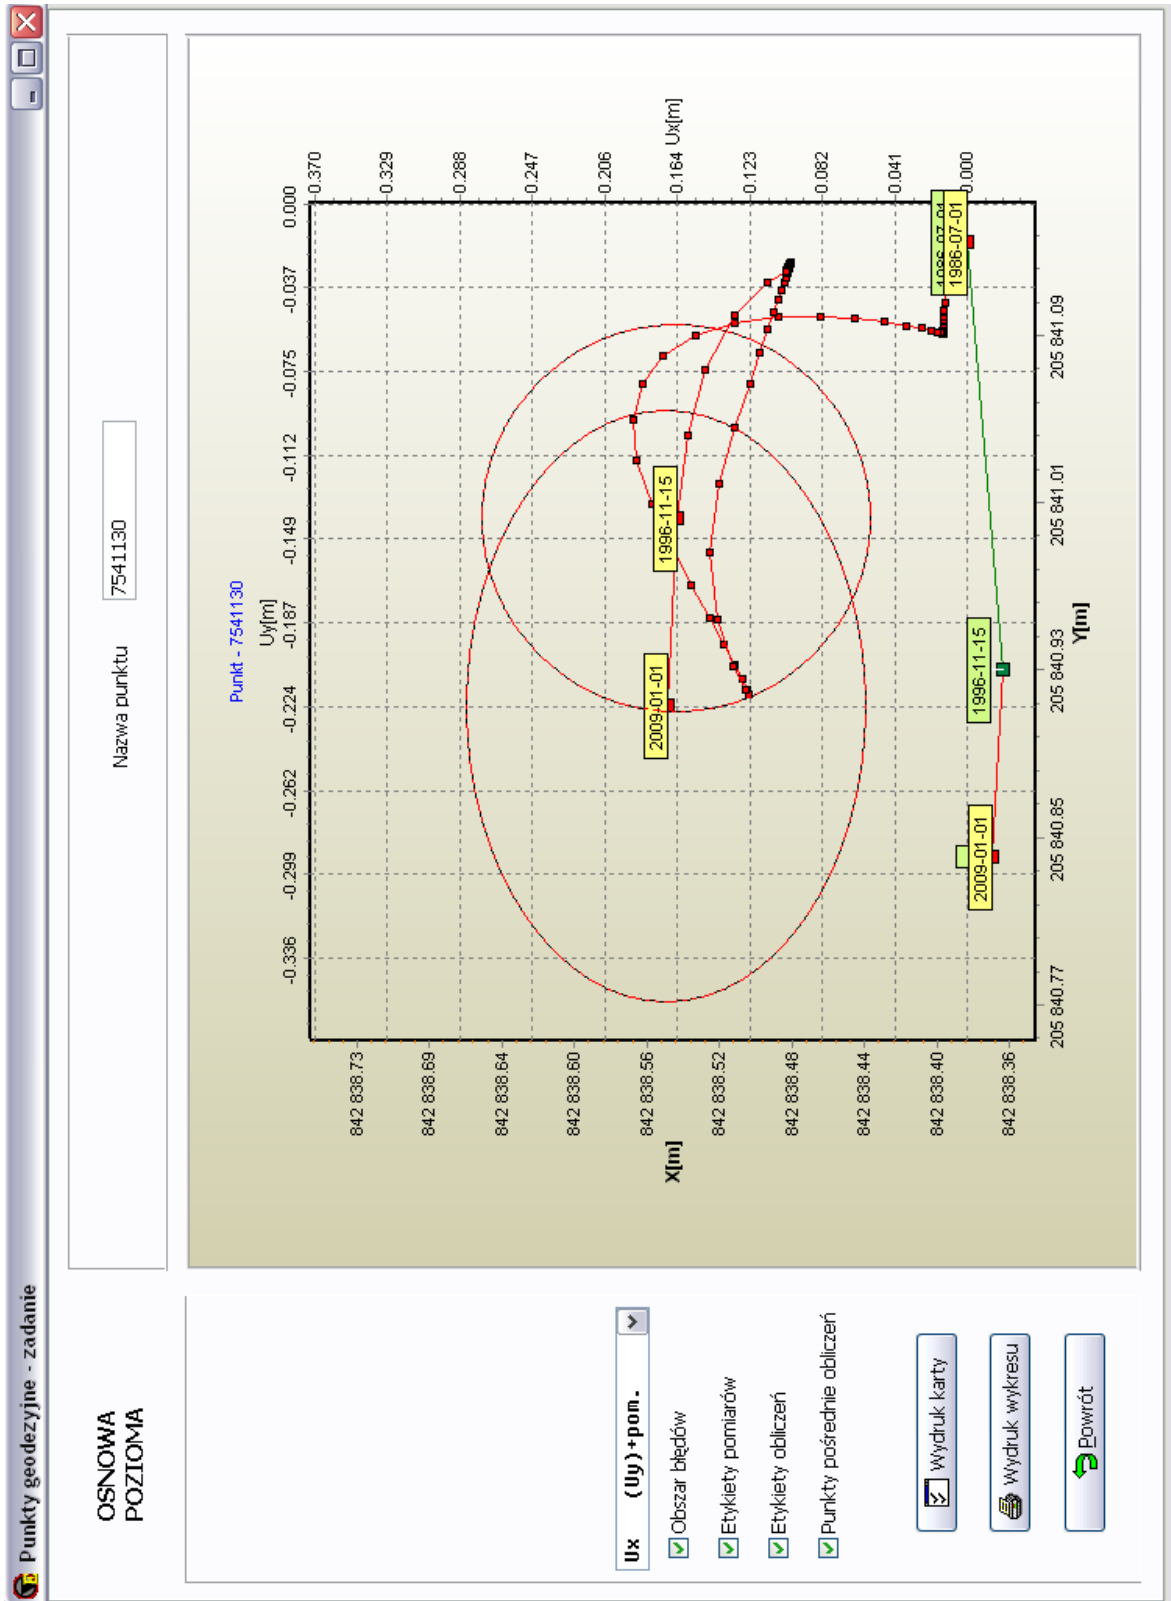 Punkty geodezyjne - zadanie
OSNOWA
POZIOMA
Nazwa punktu
7541130
Ux (Uy)+pom.
Obszar błędów
Etykiety pomiarów
Etykiety obliczeń
Punkty pośrednie obliczeń
Wydruk karty
Wydruk wykresu
Powrót
Punkt - 7541130
Uy[m]
-0.336
-0.299
-0.262
-0.224
-0.187
-0.149
-0.112
-0.075
-0.037
0.000
842 838.73
842 838.69
842 838.64
842 838.60
842 838.56
842 838.52
842 838.48
842 838.44
842 838.40
842 838.36
X[m]
-0.370
-0.329
-0.288
-0.247
-0.206
-0.164
-0.123
-0.082
-0.041
0.000
Ux[m]
2009-01-01
1996-11-15
1986-07-01
1986-07-01
1996-11-15
2009-01-01
205 840.77
205 840.85
205 840.93
205 841.01
205 841.09
Y[m]